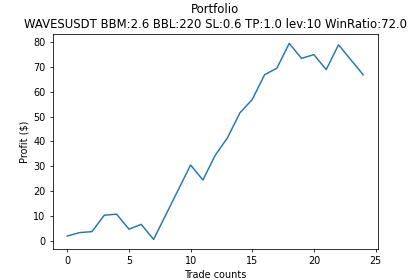 Portfolio
WAVESUSDT BBM:2.6 BBL:220 SL:0.6 TP:1.0 lev:10 WinRatio:72.0
80
70
60
50
40
30
20
10
0
Profit ($)
0 5 10 15 20 25
Trade counts